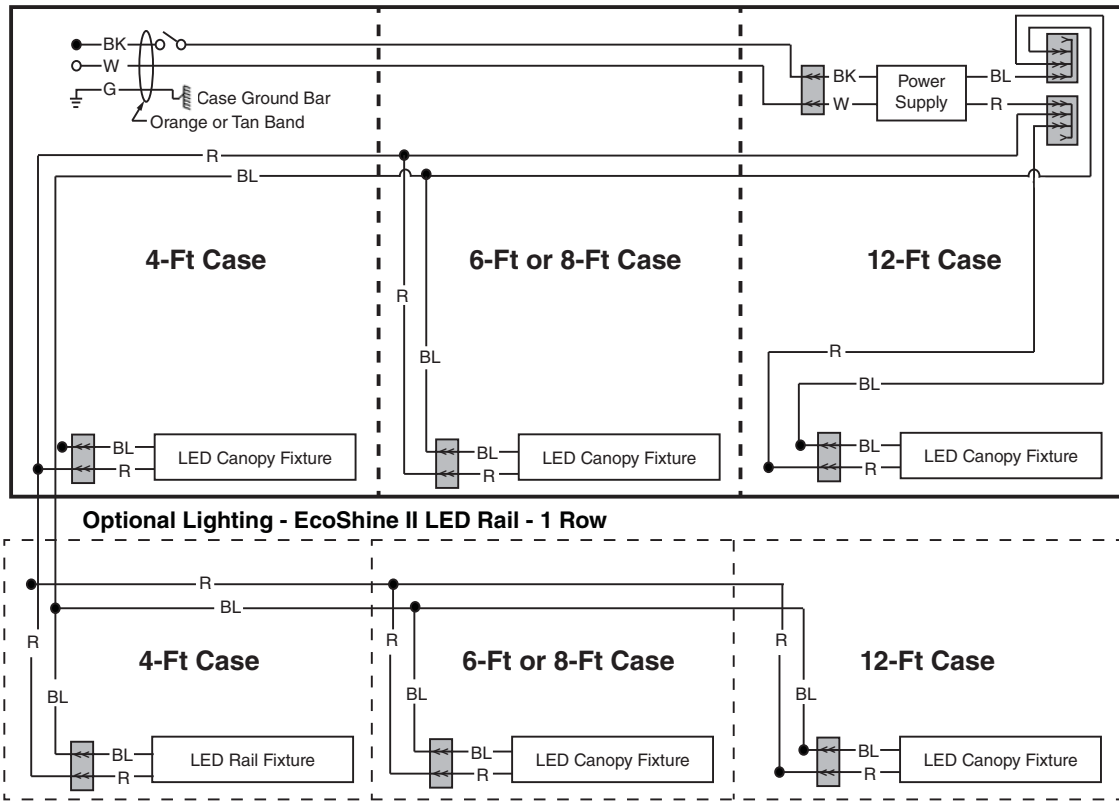 BK
W
G
Case Ground Bar
Orange or Tan Band
BK
W
Power
Supply
BL
R
R
BL
4-Ft Case
6-Ft or 8-Ft Case
12-Ft Case
R
BL
R
BL
BL
R
LED Canopy Fixture
BL
R
LED Canopy Fixture
BL
R
LED Canopy Fixture
Optional Lighting - EcoShine II LED Rail - 1 Row
R
BL
R
R
R
4-Ft Case
6-Ft or 8-Ft Case
12-Ft Case
BL
BL
BL
BL
R
LED Rail Fixture
BL
R
LED Canopy Fixture
BL
R
LED Canopy Fixture